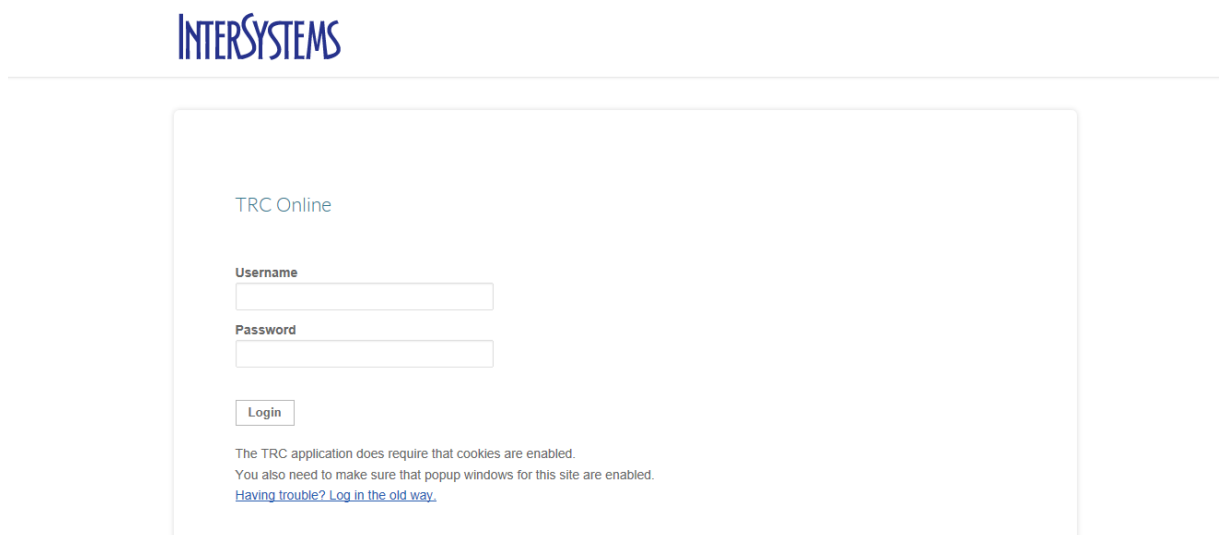 INTERSYSTEMS
TRC Online
Username
Password
Login
The TRC application does require that cookies are enabled.
You also need to make sure that popup windows for this site are enabled.
Having trouble? Log in the old way.